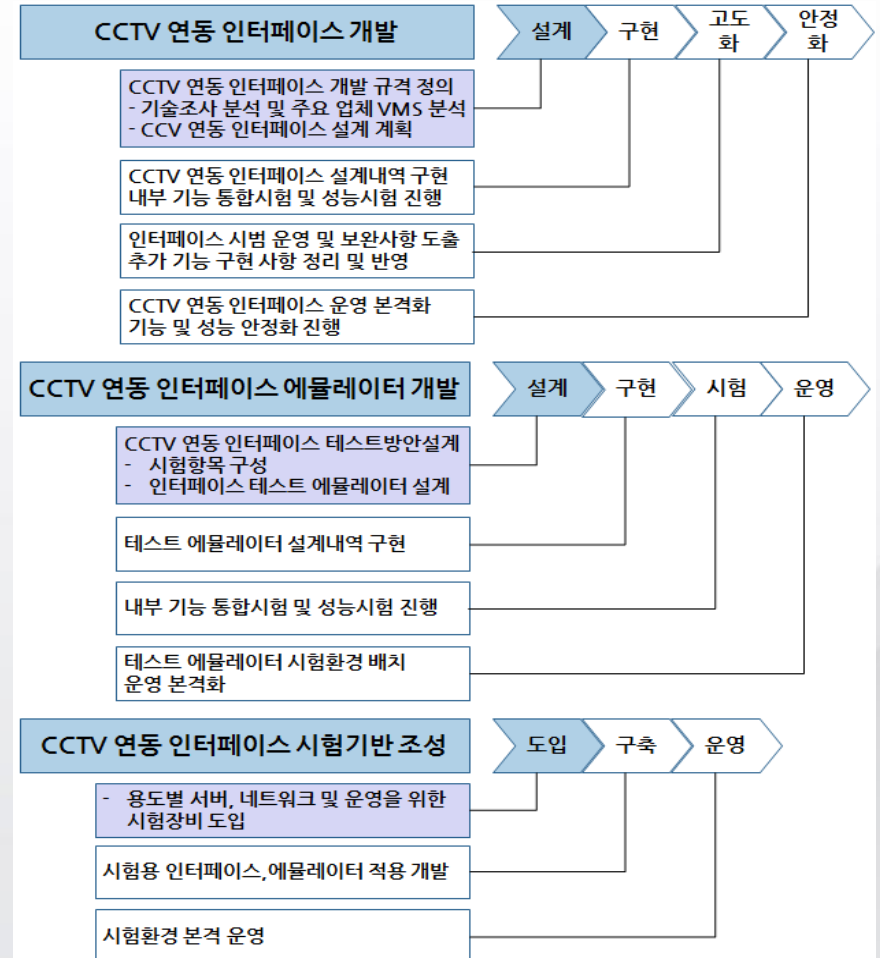 CCTV 연동 인터페이스 개발
설계
구현
고도
화
안정
화
CCTV 연동 인터페이스 개발 규격 정의
- 기술조사 분석 및 주요 업체 VMS 분석
- CCV 연동 인터페이스 설계 계획
CCTV 연동 인터페이스 설계내역 구현
내부 기능 통합시험 및 성능시험 진행
인터페이스 시범 운영 및 보완사항 도출
추가 기능 구현 사항 정리 및 반영
CCTV 연동 인터페이스 운영 본격화
기능 및 성능 안정화 진행
CCTV 연동 인터페이스 에뮬레이터 개발
설계
구현
시험
운영
CCTV 연동 인터페이스 테스트방안설계
- 시험항목 구성
- 인터페이스 테스트 에뮬레이터 설계
테스트 에뮬레이터 설계내역 구현
내부 기능 통합시험 및 성능시험 진행
테스트 에뮬레이터 시험환경 배치
운영 본격화
CCTV 연동 인터페이스 시험기반 조성
도입
구축
운영
- 용도별 서버, 네트워크 및 운영을 위한
시험장비 도입
시험용 인터페이스,에뮬레이터 적용 개발
시험환경 본격 운영